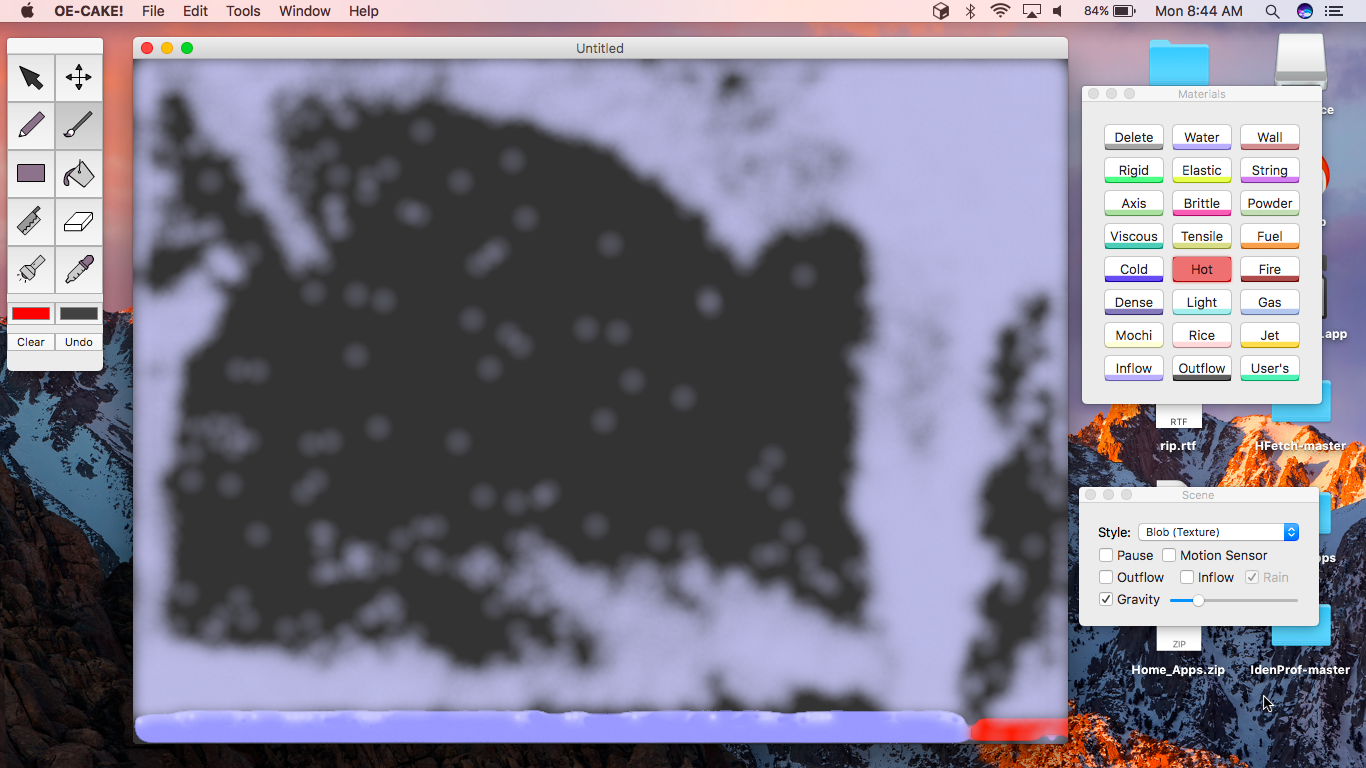 OE-CAKE! File Edit Tools Window Help 84% Mon 8:44 AM
Untitled
Clear Undo
Materials
Delete Water Wall
Rigid Elastic String
Axis Brittle Powder
Viscous Tensile Fuel
Cold Hot Fire
Dense Light Gas
Mochi Rice Jet
Inflow Outflow User's
ce
.app
RTF
rip.rtf HFetch-master
Scene
Style: Blob (Texture)
Pause Motion Sensor
Outflow Inflow Rain
Gravity
ps
ZIP
Home_Apps.zip IdenProf-master